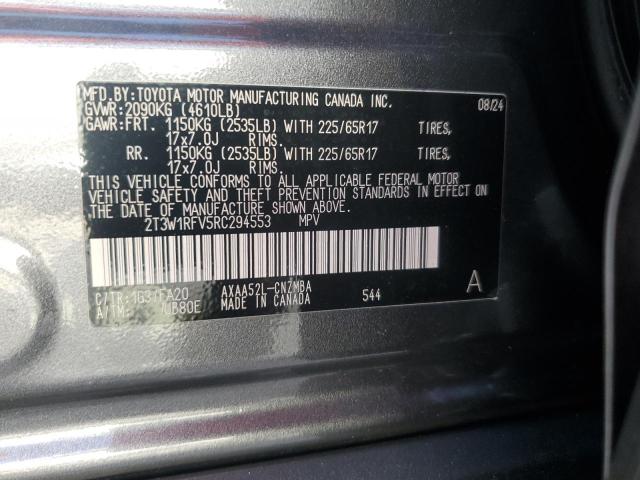 MFD.BY:TOYOTA MOTOR MANUFACTURING CANADA INC. 08/24
GVWR:2090KG (4610LB)
GAWR:FRT. 1150KG (2535LB) WITH 225/65R17 TIRES,
17x7.0J RIMS.
RR. 1150KG (2535LB) WITH 225/65R17 TIRES,
17x7.0J RIMS.
THIS VEHICLE CONFORMS TO ALL APPLICABLE FEDERAL MOTOR
VEHICLE SAFETY AND THEFT PREVENTION STANDARDS IN EFFECT ON
THE DATE OF MANUFACTURE SHOWN ABOVE.
2T3W1RFV5RC294553 MPV
C/TR: AXAA52L-CNZMBA 544 A
A/TM: MADE IN CANADA